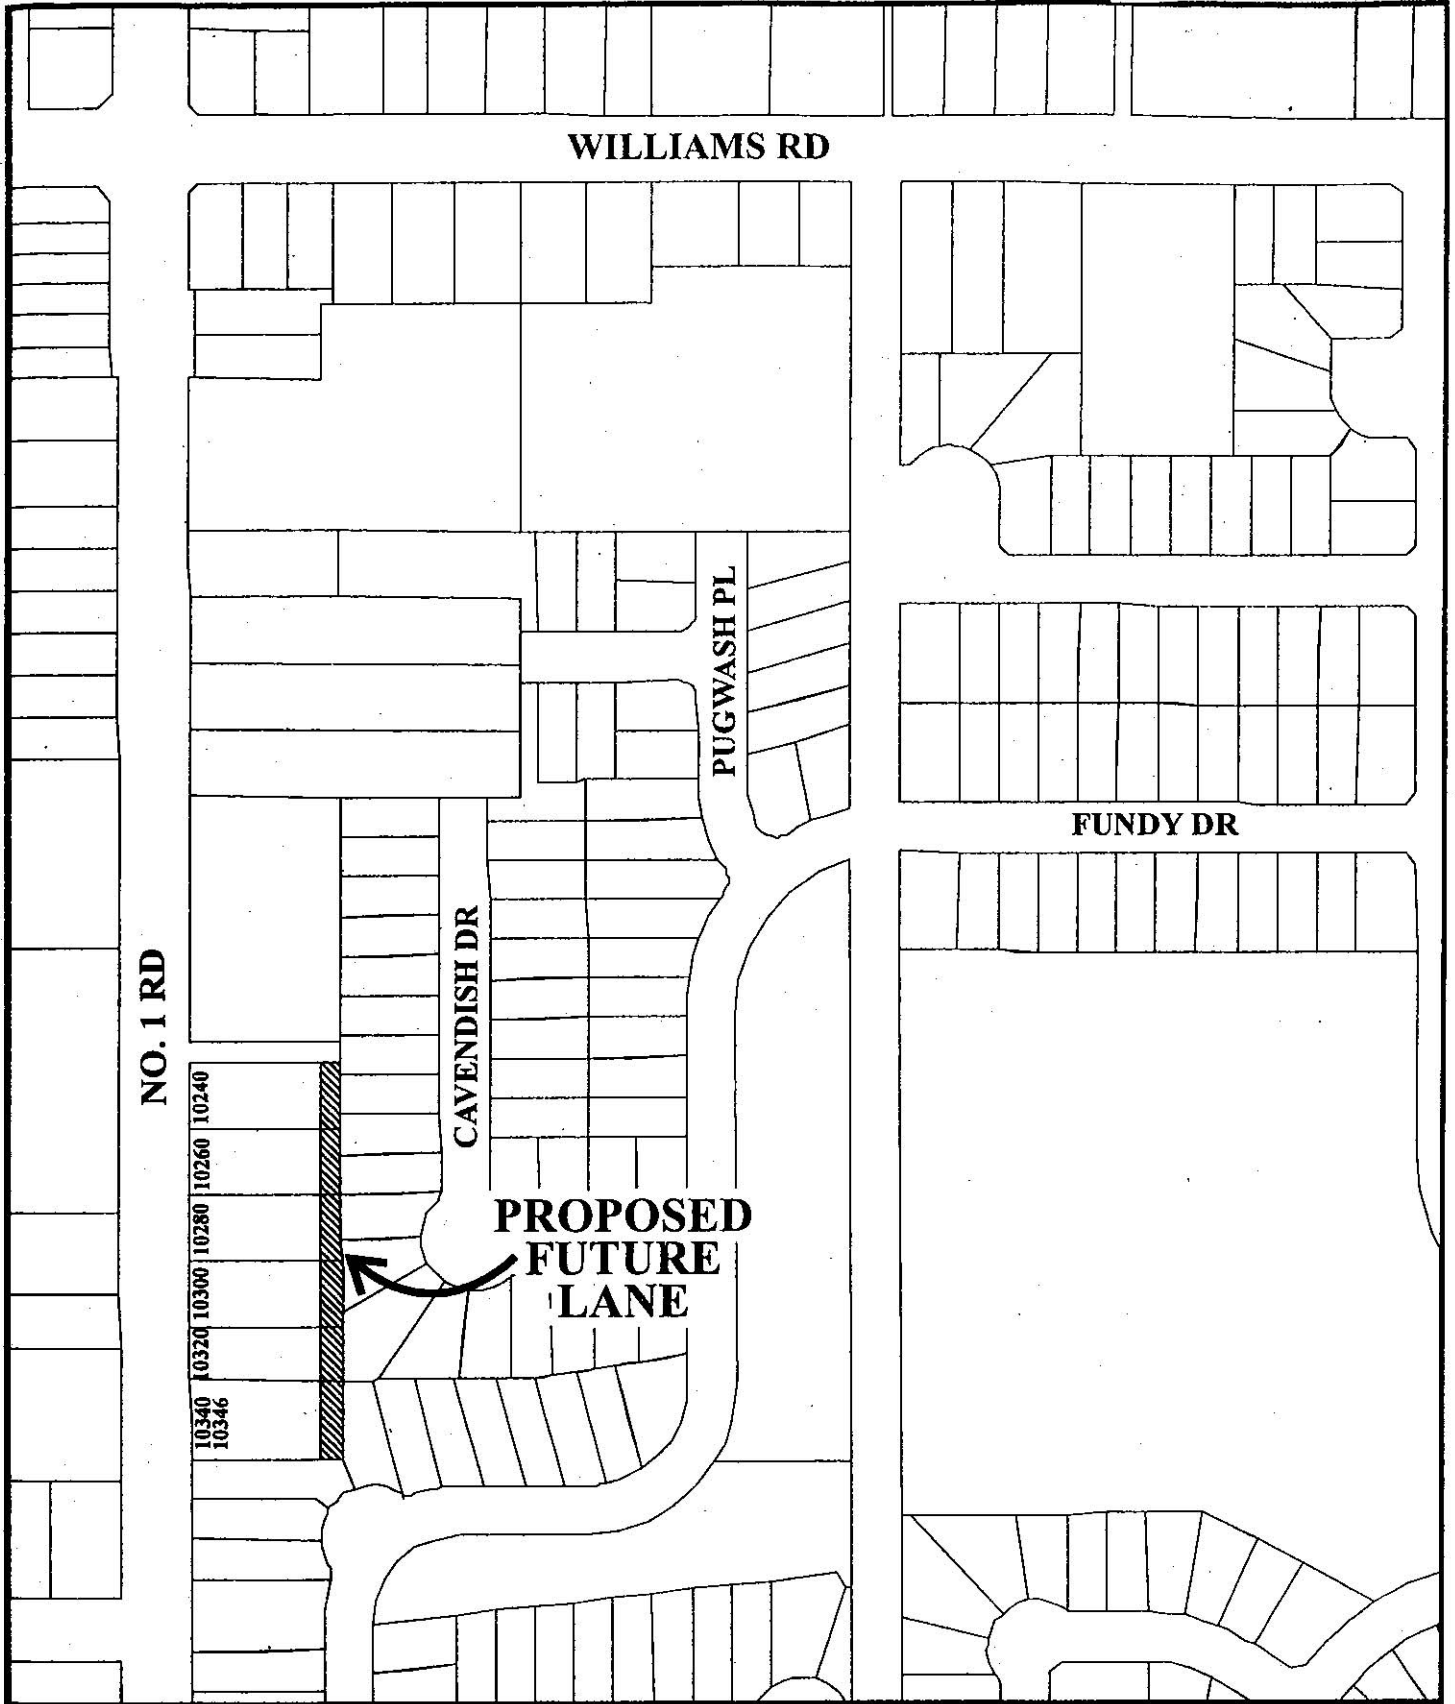 WILLIAMS RD
PUGWASH PL
FUNDY DR
CAVENDISH DR
NO. 1 RD
10240
10260
10280
10300
10320
10340
10346
PROPOSED
FUTURE
LANE